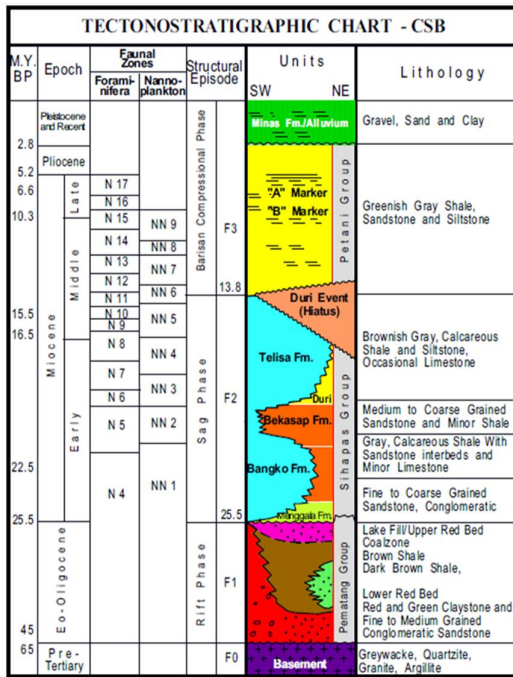 TECTONOSTRATIGRAPHIC CHART - CSB
M.Y. BP
Epoch
Faunal Zones
Foraminifera
Nannoplankton
Structural Episode
Units
SW NE
Lithology
Pleistocene and Recent
Minas Fm./Alluvium
Gravel, Sand and Clay
2.8
Pliocene
5.2
6.6
10.3
15.5
16.5
22.5
25.5
45
65
Miocene
Late
Middle
Early
Eo-Oligocene
Pre-Tertiary
N 17
N 16
N 15
N 14
N 13
N 12
N 11
N 10
N 9
N 8
N 7
N 6
N 5
N 4
NN 9
NN 8
NN 7
NN 6
NN 5
NN 4
NN 3
NN 2
NN 1
Barisan Compressional Phase
F3
13.8
Sag Phase
F2
25.5
Rift Phase
F1
F0
"A" Marker
"B" Marker
Petani Group
Greenish Gray Shale,
Sandstone and Siltstone
Duri Event
(Hiatus)
Telisa Fm.
Duri
Bekasap Fm.
Bangko Fm.
Menggala Fm.
Sihapas Group
Brownish Gray, Calcareous
Shale and Siltstone,
Occasional Limestone
Medium to Coarse Grained
Sandstone and Minor Shale
Gray, Calcareous Shale With
Sandstone interbeds and
Minor Limestone
Fine to Coarse Grained
Sandstone, Conglomeratic
Pematang Group
Lake Fill/Upper Red Bed
Coalzone
Brown Shale
Dark Brown Shale,
Lower Red Bed
Red and Green Claystone and
Fine to Medium Grained
Conglomeratic Sandstone
Basement
Greywacke, Quartzite,
Granite, Argillite